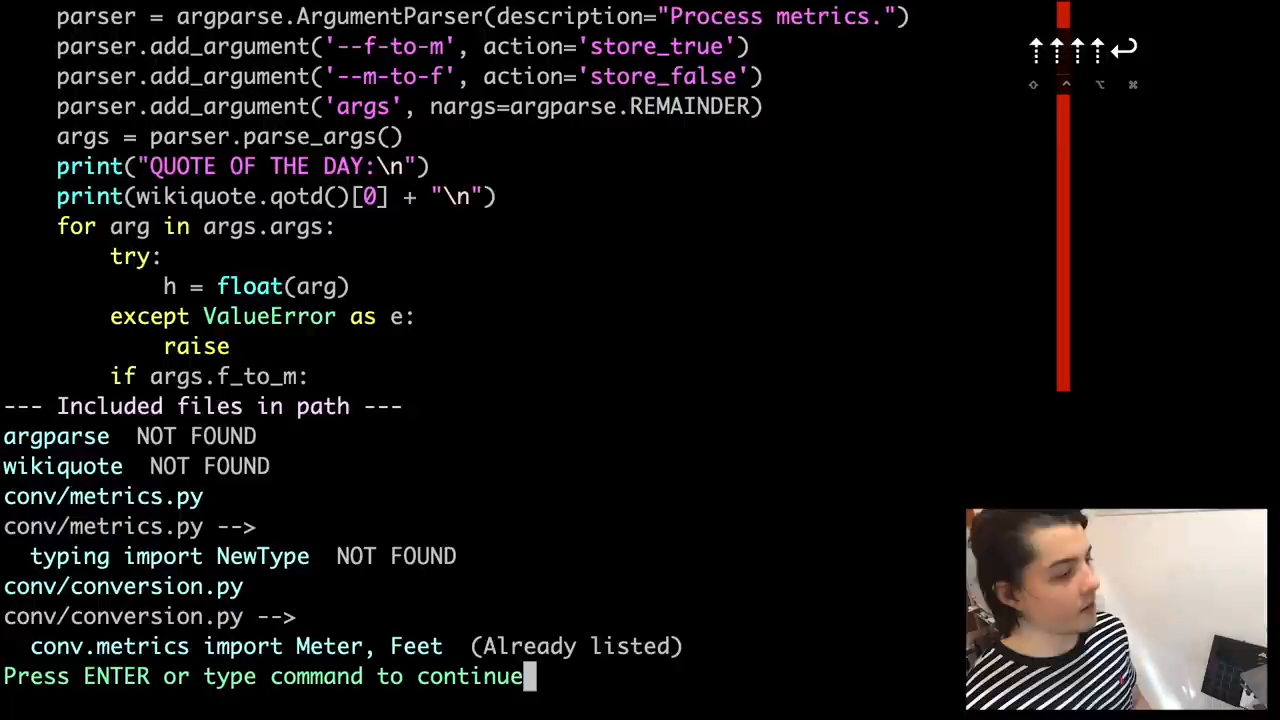 parser = argparse.ArgumentParser(description="Process metrics.")
parser.add_argument('--f-to-m', action='store_true')
parser.add_argument('--m-to-f', action='store_false')
parser.add_argument('args', nargs=argparse.REMAINDER)
args = parser.parse_args()
print("QUOTE OF THE DAY:\n")
print(wikiquote.qotd()[0] + "\n")
for arg in args.args:
try:
h = float(arg)
except ValueError as e:
raise
if args.f_to_m:
--- Included files in path ---
argparse  NOT FOUND
wikiquote  NOT FOUND
conv/metrics.py
conv/metrics.py -->
typing import NewType  NOT FOUND
conv/conversion.py
conv/conversion.py -->
conv.metrics import Meter, Feet  (Already listed)
Press ENTER or type command to continue
⇡⇡⇡⇡↩
⇧ ^ ⌥ ⌘